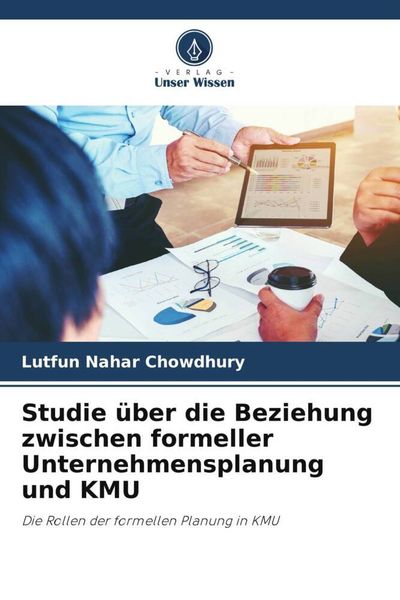 - VERLAG -
Unser Wissen
Lutfun Nahar Chowdhury
Studie über die Beziehung
zwischen formeller
Unternehmensplanung
und KMU
Die Rollen der formellen Planung in KMU